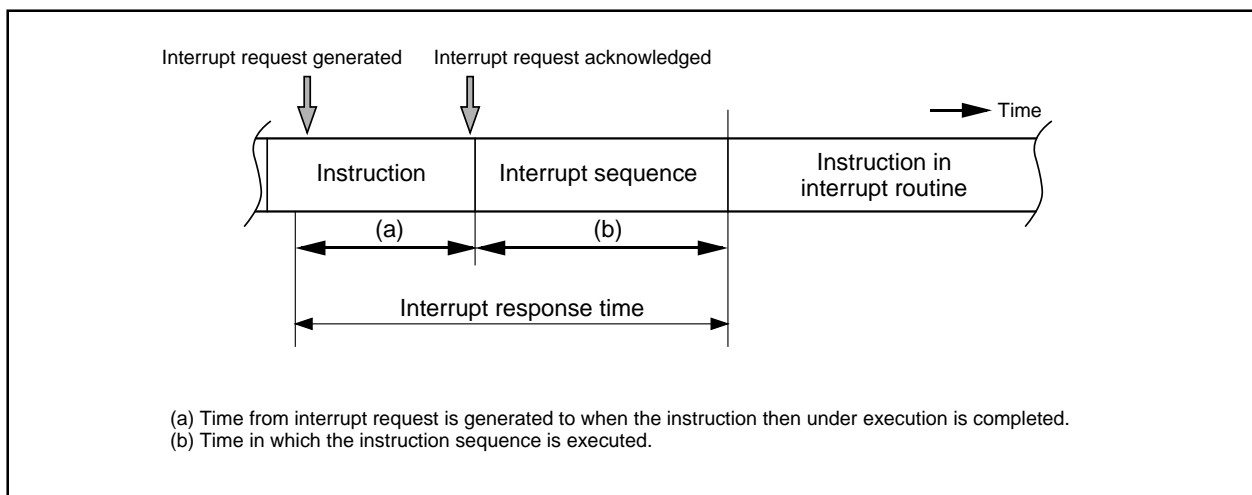 Interrupt request generated
Interrupt request acknowledged
Time
Instruction
Interrupt sequence
Instruction in
interrupt routine
(a)
(b)
Interrupt response time
(a) Time from interrupt request is generated to when the instruction then under execution is completed.
(b) Time in which the instruction sequence is executed.